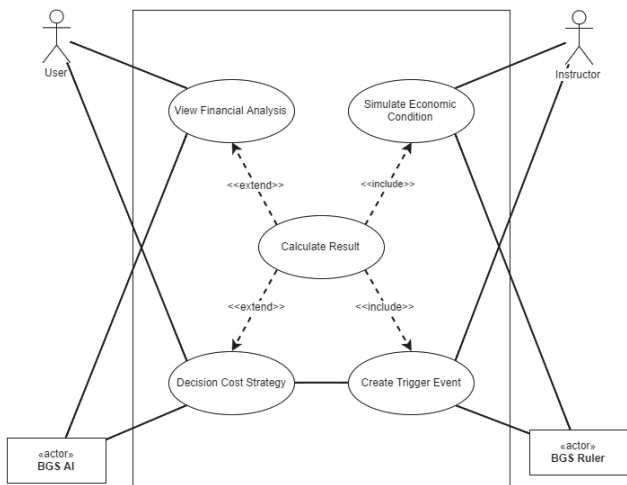 User
Instructor
View Financial Analysis
Simulate Economic
Condition
<<extend>>
<<include>>
Calculate Result
<<extend>>
<<include>>
Decision Cost Strategy
Create Trigger Event
«actor»
BGS AI
«actor»
BGS Ruler